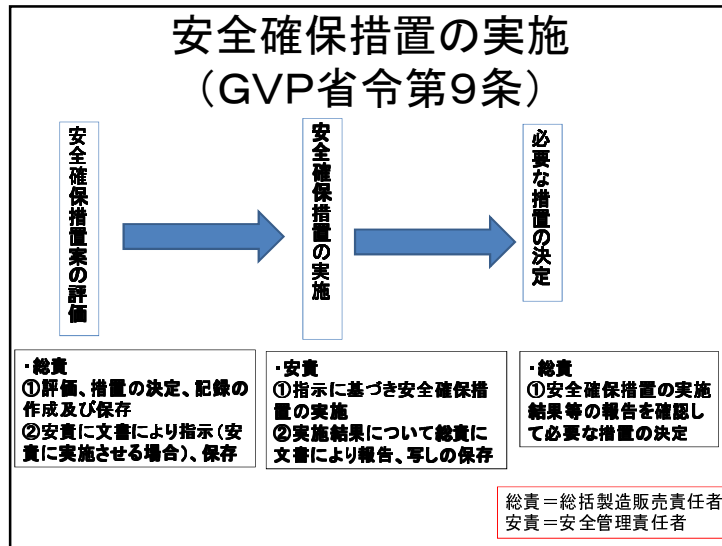 安全確保措置の実施
（GVP省令第9条）
安全確保措置案の評価
安全確保措置の実施
必要な措置の決定
・総責
①評価、措置の決定、記録の
作成及び保存
②安責に文書により指示（安
責に実施させる場合）、保存
・安責
①指示に基づき安全確保措
置の実施
②実施結果について総責に
文書により報告、写しの保存
・総責
①安全確保措置の実施
結果等の報告を確認し
て必要な措置の決定
総責＝総括製造販売責任者
安責＝安全管理責任者